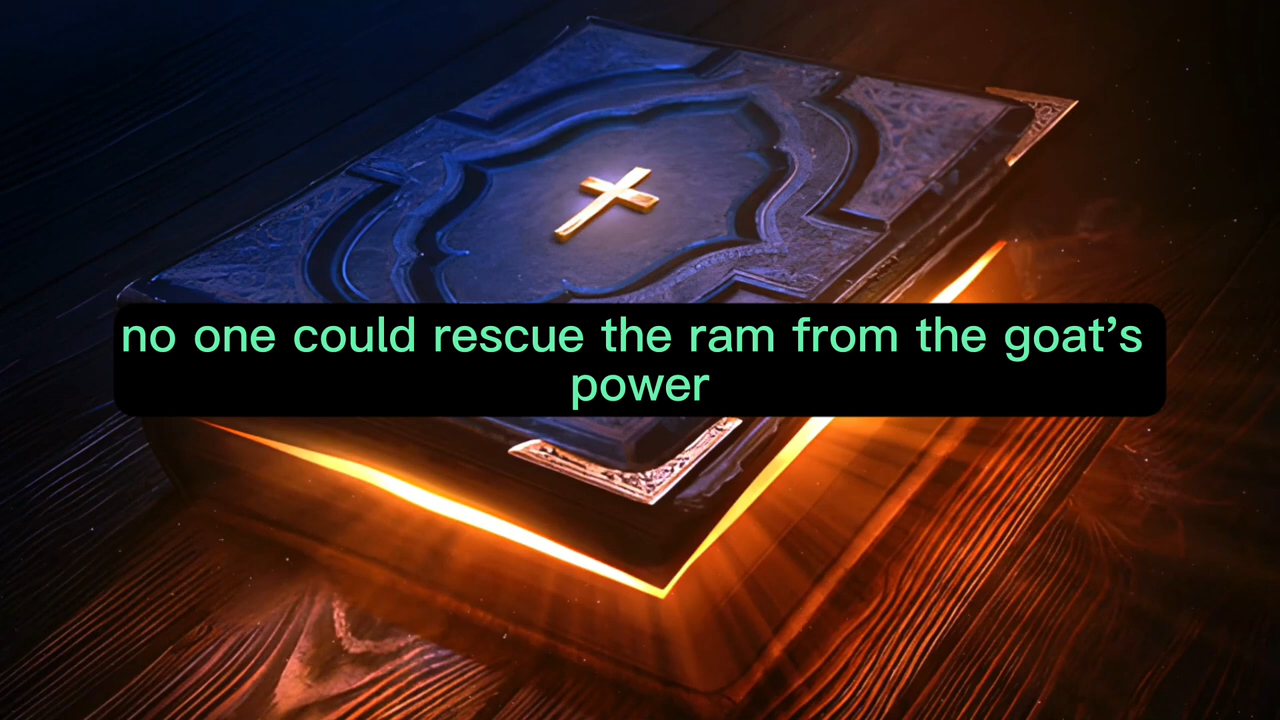 no one could rescue the ram from the goat’s
power